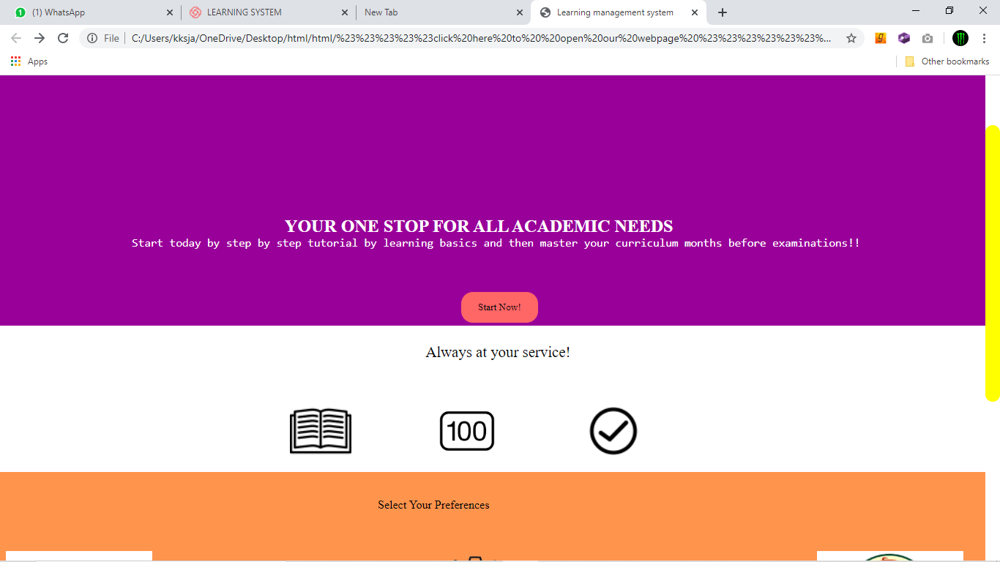 (1) WhatsApp
LEARNING SYSTEM
New Tab
Learning management system
File
C:/Users/kksja/OneDrive/Desktop/html/html/%23%23%23%23%23click%20here%20to%20%20open%20our%20webpage%20%23%23%23%23%23%23%...
Apps
Other bookmarks
YOUR ONE STOP FOR ALL ACADEMIC NEEDS
Start today by step by step tutorial by learning basics and then master your curriculum months before examinations!!
Start Now!
Always at your service!
100
Select Your Preferences